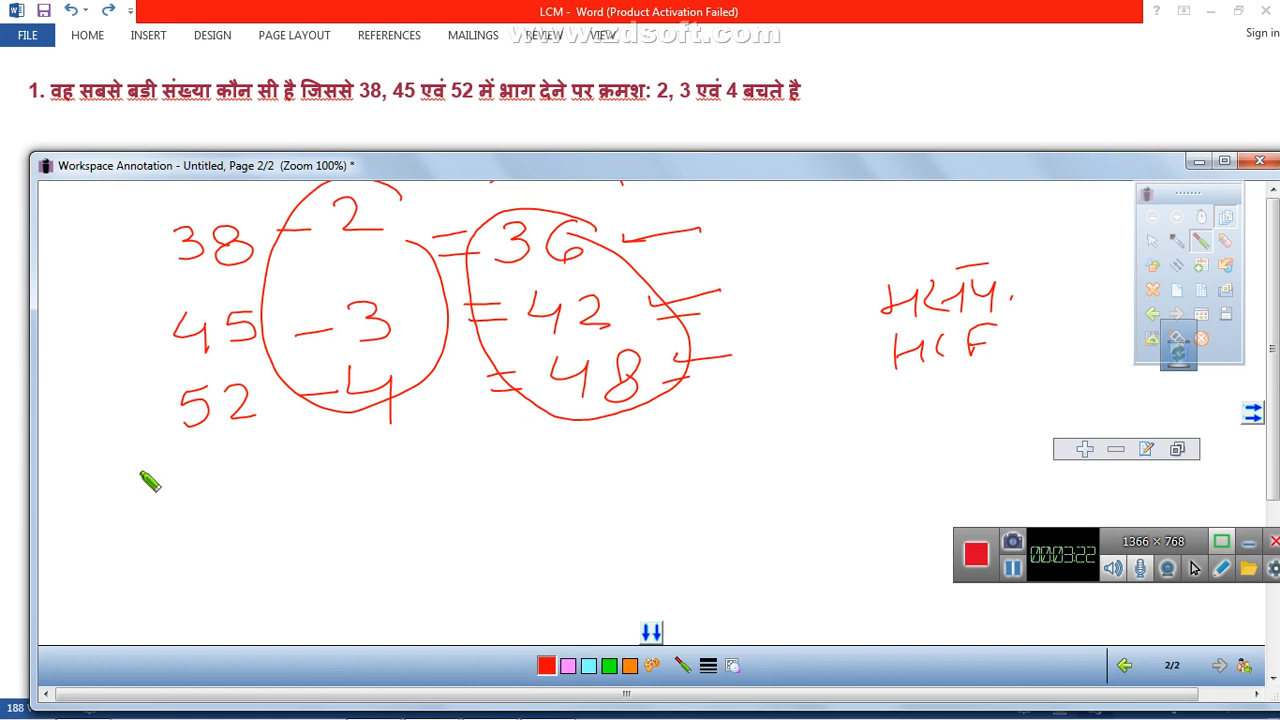 LCM - Word (Product Activation Failed)
FILE HOME INSERT DESIGN PAGE LAYOUT REFERENCES MAILINGS REVIEW VIEW Sign in
www.zdsoft.com
1. वह सबसे बडी संख्या कौन सी है जिससे 38, 45 एवं 52 में भाग देने पर क्रमश: 2, 3 एवं 4 बचते है
Workspace Annotation - Untitled, Page 2/2 (Zoom 100%) *
38 - 2 = 36
45 - 3 = 42
52 - 4 = 48
HCF
1366 × 768
00:03:22
2/2
188